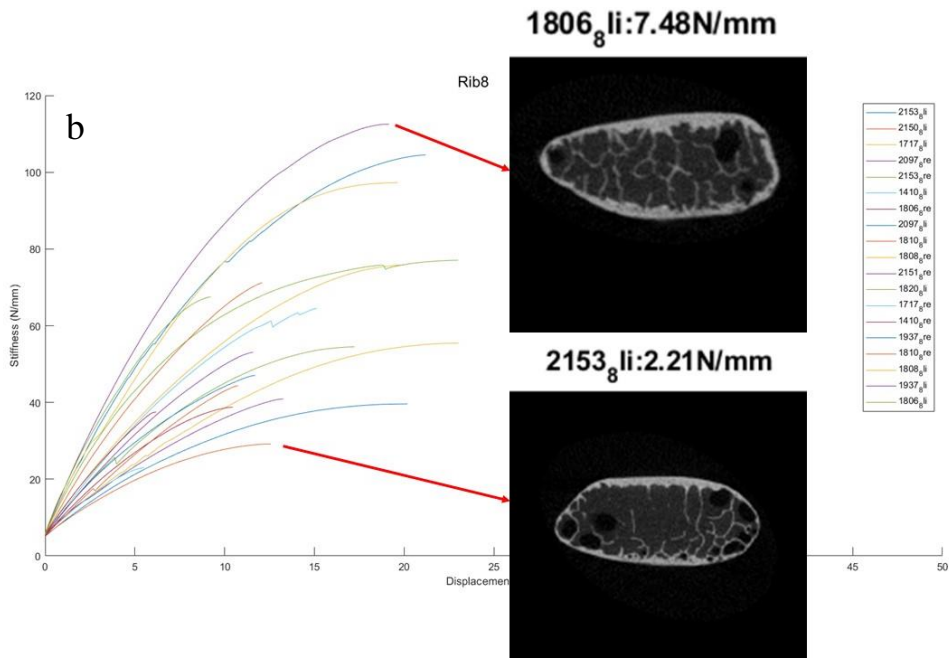 1806₈li:7.48N/mm
Rib8
b
120
100
80
60
40
20
0
Stiffness (N/mm)
0 5 10 15 20 25 45 50
2153₈li:2.21N/mm
2153₈li
2150₈li
1717₈li
2097₈re
2153₈re
1410₈li
1806₈re
2097₈li
1810₈li
1808₈re
2151₈re
1820₈li
1717₈re
1410₈re
1937₈re
1810₈re
1808₈li
1937₈li
1806₈li